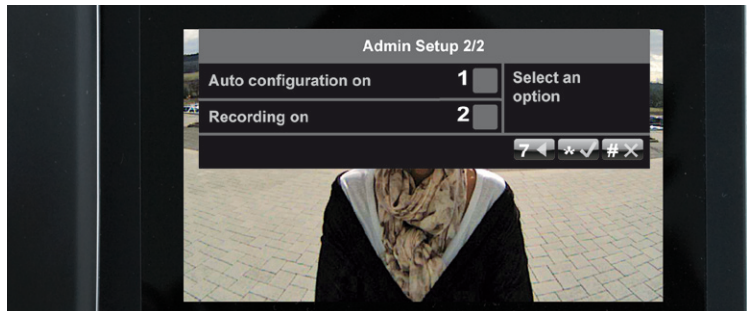 Admin Setup 2/2
Auto configuration on 1
Select an
option
Recording on 2
7 * #